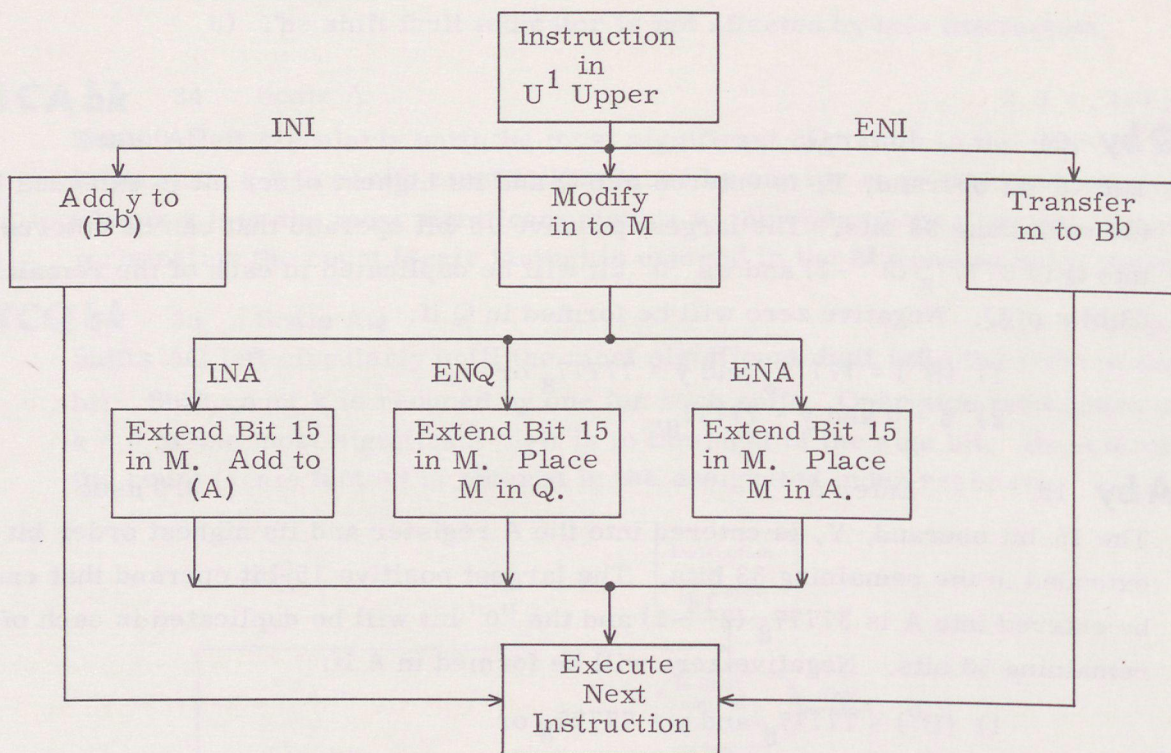 Instruction
in
U¹ Upper
INI
ENI
Add y to
(Bᵇ)
Modify
in to M
Transfer
m to Bᵇ
INA
ENQ
ENA
Extend Bit 15
in M. Add to
(A)
Extend Bit 15
in M. Place
M in Q.
Extend Bit 15
in M. Place
M in A.
Execute
Next
Instruction